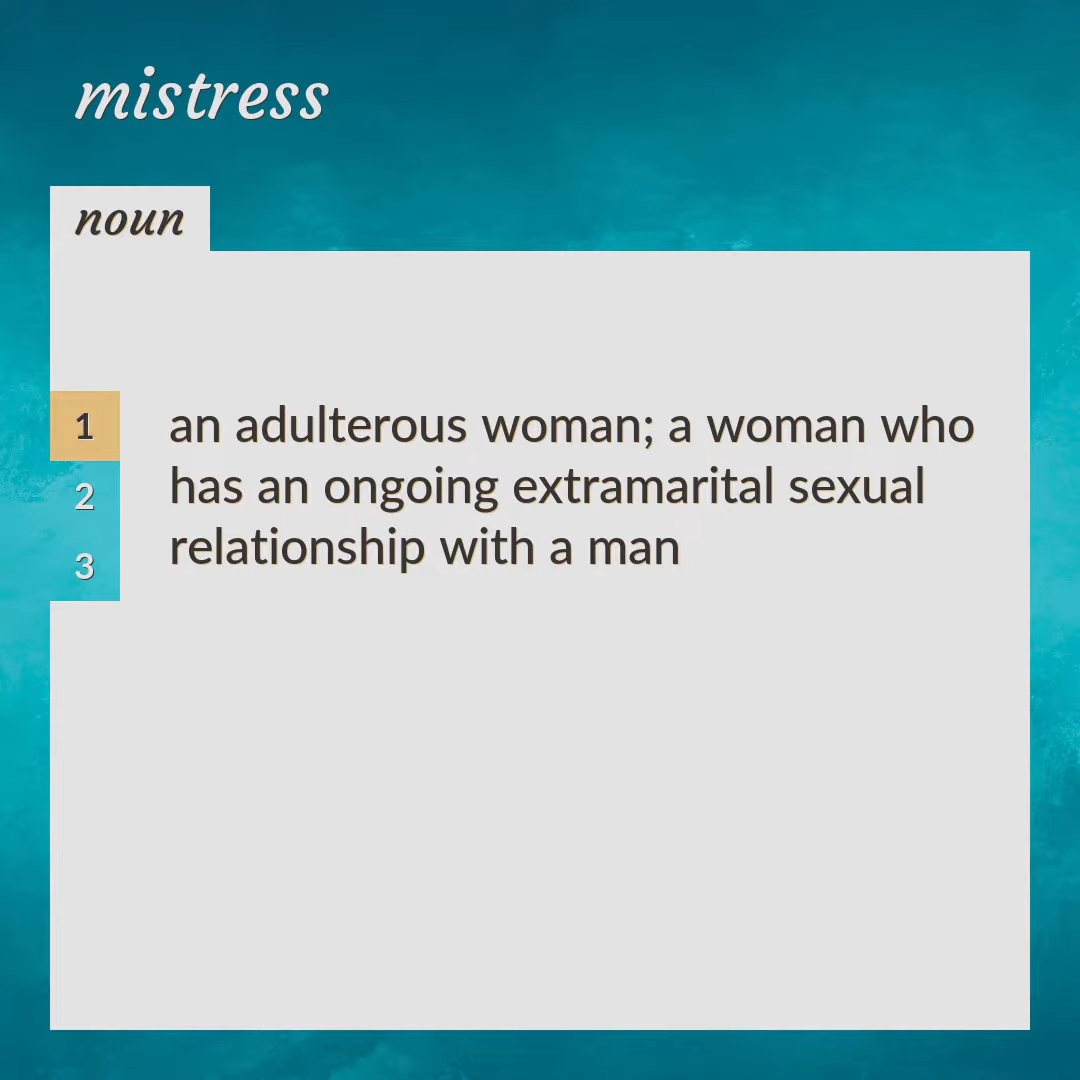 mistress
noun
1
an adulterous woman; a woman who
has an ongoing extramarital sexual
relationship with a man
2
3